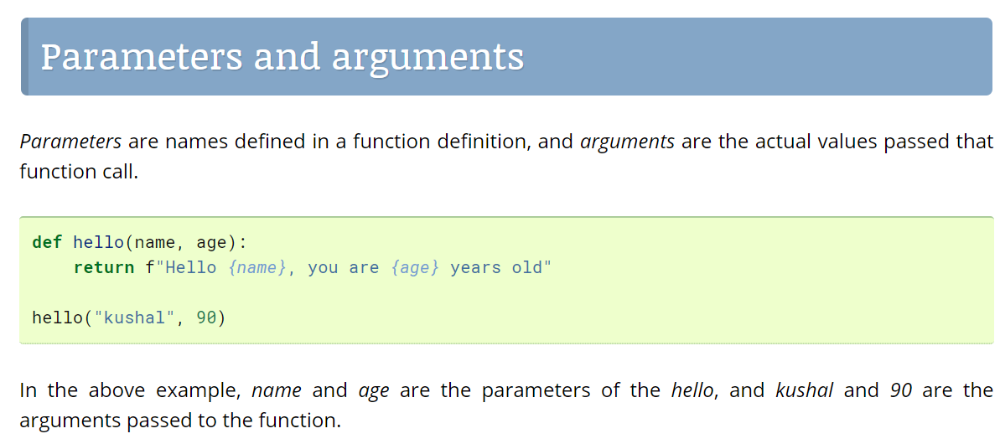 Parameters and arguments
Parameters are names defined in a function definition, and arguments are the actual values passed that
function call.
def hello(name, age):
    return f"Hello {name}, you are {age} years old"
hello("kushal", 90)
In the above example, name and age are the parameters of the hello, and kushal and 90 are the
arguments passed to the function.